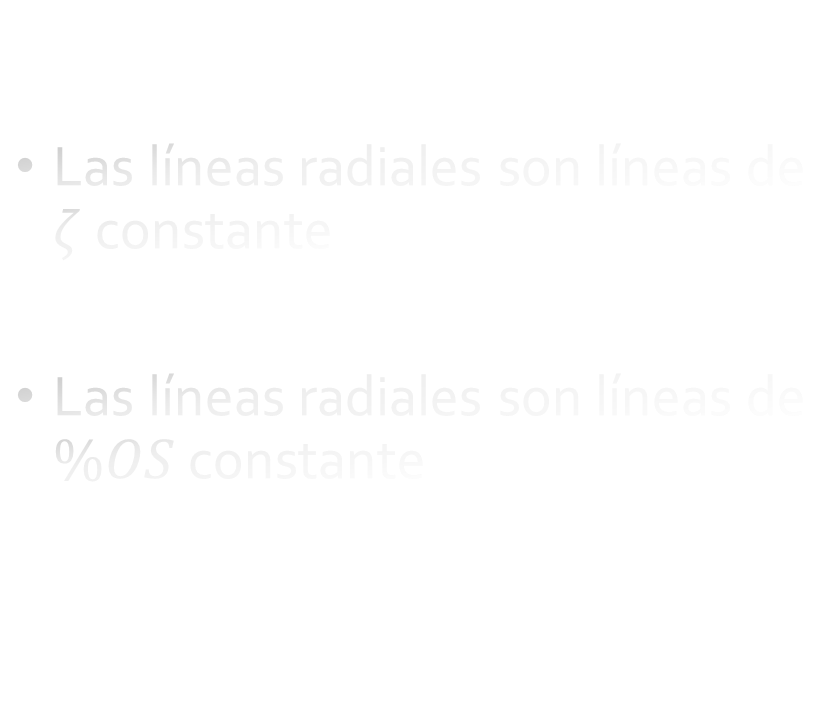 • Las líneas radiales son líneas de
ζ constante
• Las líneas radiales son líneas de
%OS constante